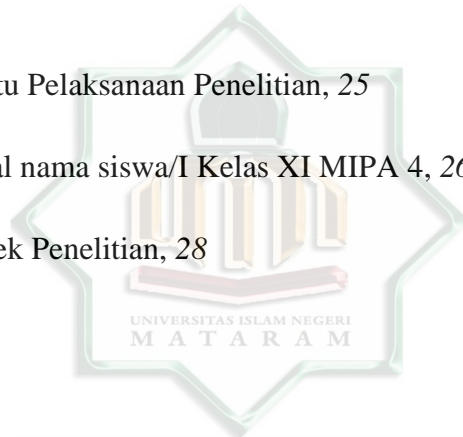 tu Pelaksanaan Penelitian, 25
al nama siswa/I Kelas XI MIPA 4, 26
ek Penelitian, 28
UNIVERSITAS ISLAM NEGERI
MATARAM